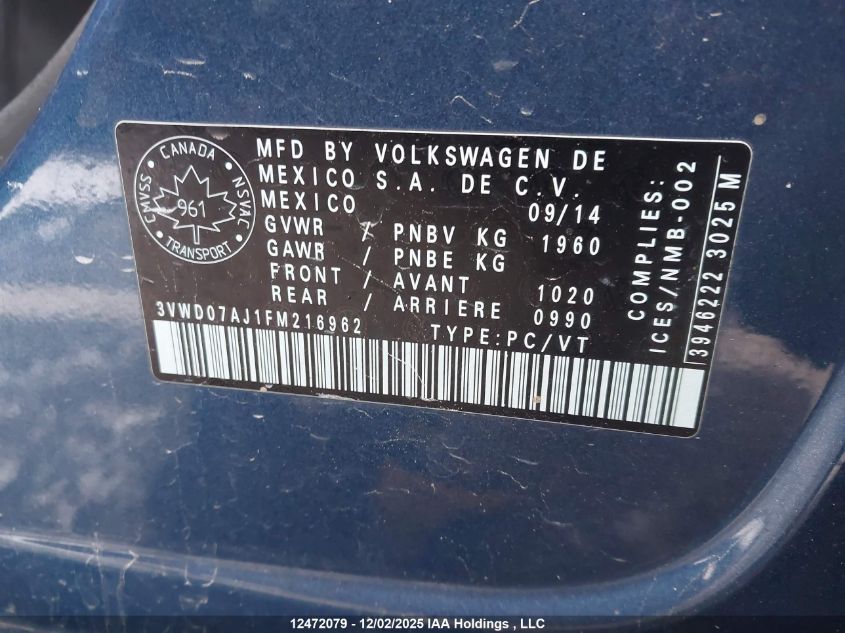 CANADA
CMVSS
961
NSVAC
TRANSPORT
MFD BY VOLKSWAGEN DE
MEXICO S.A. DE C.V.
MEXICO 09/14
GVWR / PNBV KG 1960
GAWR / PNBE KG
FRONT / AVANT 1020
REAR / ARRIERE 0990
3VWD07AJ1FM216962 TYPE:PC/VT
COMPLIES:
ICES/NMB-002
3946222 3025M
12472079 - 12/02/2025 IAA Holdings , LLC